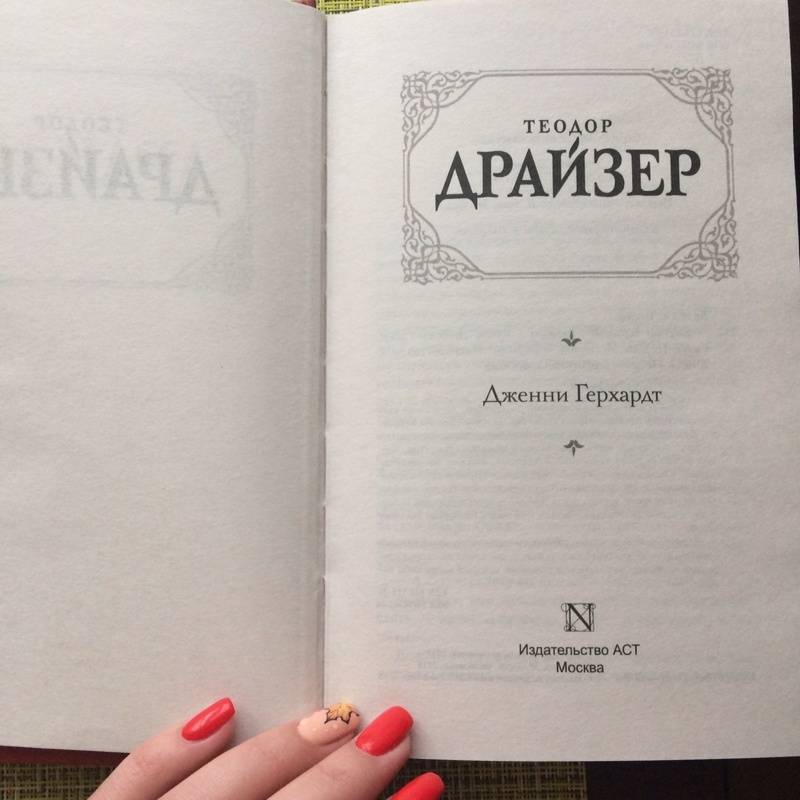 ТЕОДОР
ДРАЙЗЕР
Дженни Герхардт
N
Издательство АСТ
Москва